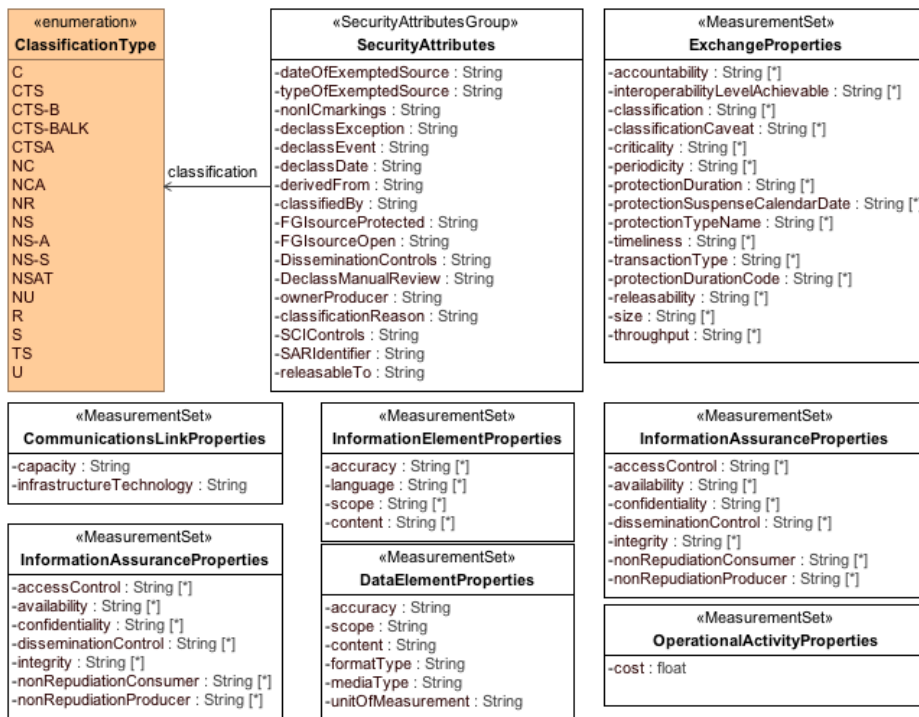 «enumeration»
ClassificationType
C
CTS
CTS-B
CTS-BALK
CTSA
NC
NCA
NR
NS
NS-A
NS-S
NSAT
NU
R
S
TS
U
classification
«SecurityAttributesGroup»
SecurityAttributes
-dateOfExemptedSource : String
-typeOfExemptedSource : String
-nonICmarkings : String
-declassException : String
-declassEvent : String
-declassDate : String
-derivedFrom : String
-classifiedBy : String
-FGIsourceProtected : String
-FGIsourceOpen : String
-DisseminationControls : String
-DeclassManualReview : String
-ownerProducer : String
-classificationReason : String
-SCIControls : String
-SARIdentifier : String
-releasableTo : String
«MeasurementSet»
ExchangeProperties
-accountability : String [*]
-interoperabilityLevelAchievable : String [*]
-classification : String [*]
-classificationCaveat : String [*]
-criticality : String [*]
-periodicity : String [*]
-protectionDuration : String [*]
-protectionSuspenseCalendarDate : String [*]
-protectionTypeName : String [*]
-timeliness : String [*]
-transactionType : String [*]
-protectionDurationCode : String [*]
-releasability : String [*]
-size : String [*]
-throughput : String [*]
«MeasurementSet»
CommunicationsLinkProperties
-capacity : String
-infrastructureTechnology : String
«MeasurementSet»
InformationElementProperties
-accuracy : String [*]
-language : String [*]
-scope : String [*]
-content : String [*]
«MeasurementSet»
InformationAssuranceProperties
-accessControl : String [*]
-availability : String [*]
-confidentiality : String [*]
-disseminationControl : String [*]
-integrity : String [*]
-nonRepudiationConsumer : String [*]
-nonRepudiationProducer : String [*]
«MeasurementSet»
InformationAssuranceProperties
-accessControl : String [*]
-availability : String [*]
-confidentiality : String [*]
-disseminationControl : String [*]
-integrity : String [*]
-nonRepudiationConsumer : String [*]
-nonRepudiationProducer : String [*]
«MeasurementSet»
DataElementProperties
-accuracy : String
-scope : String
-content : String
-formatType : String
-mediaType : String
-unitOfMeasurement : String
«MeasurementSet»
OperationalActivityProperties
-cost : float